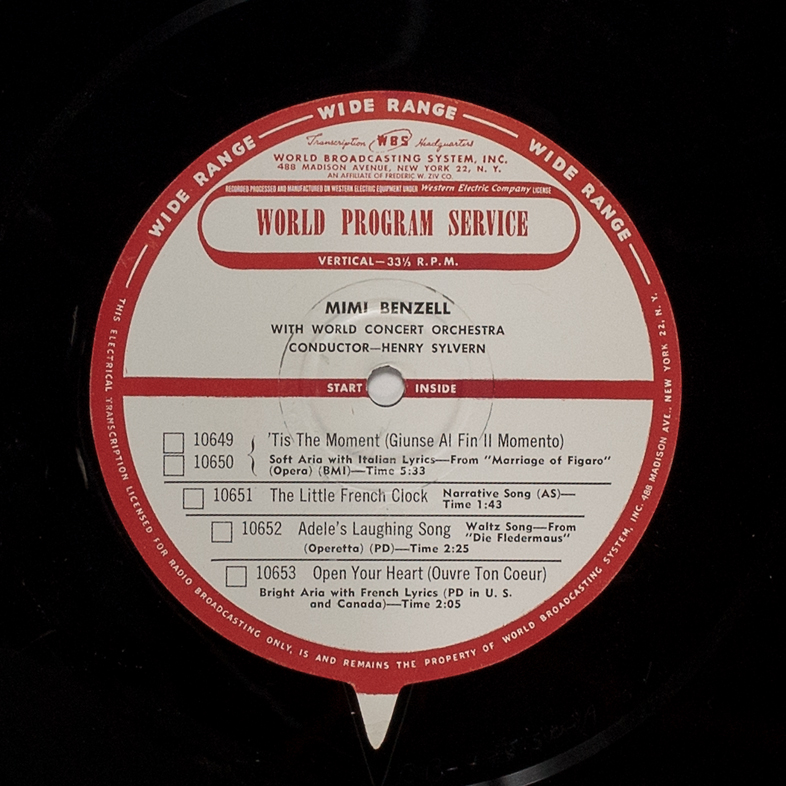 WIDE RANGE — WIDE RANGE — WIDE RANGE
Transcription WBS Headquarters
WORLD BROADCASTING SYSTEM, INC.
488 MADISON AVENUE, NEW YORK 22, N. Y.
AN AFFILIATE OF FREDERIC W. ZIV CO.
RECORDED PROCESSED AND MANUFACTURED ON WESTERN ELECTRIC EQUIPMENT UNDER Western Electric Company LICENSE
WORLD PROGRAM SERVICE
VERTICAL—33⅓ R.P.M.
MIMI BENZELL
WITH WORLD CONCERT ORCHESTRA
CONDUCTOR—HENRY SYLVERN
START INSIDE
10649 'Tis The Moment (Giunse Al Fin Il Momento)
10650 Soft Aria with Italian Lyrics—From "Marriage of Figaro"
(Opera) (BMI)—Time 5:33
10651 The Little French Clock Narrative Song (AS)—
Time 1:43
10652 Adele's Laughing Song Waltz Song—From
"Die Fledermaus"
(Operetta) (PD)—Time 2:25
10653 Open Your Heart (Ouvre Ton Coeur)
Bright Aria with French Lyrics (PD in U. S.
and Canada)—Time 2:05
THIS ELECTRICAL TRANSCRIPTION LICENSED FOR RADIO BROADCASTING ONLY, IS AND REMAINS THE PROPERTY OF WORLD BROADCASTING SYSTEM, INC. 488 MADISON AVE., NEW YORK 22, N. Y.